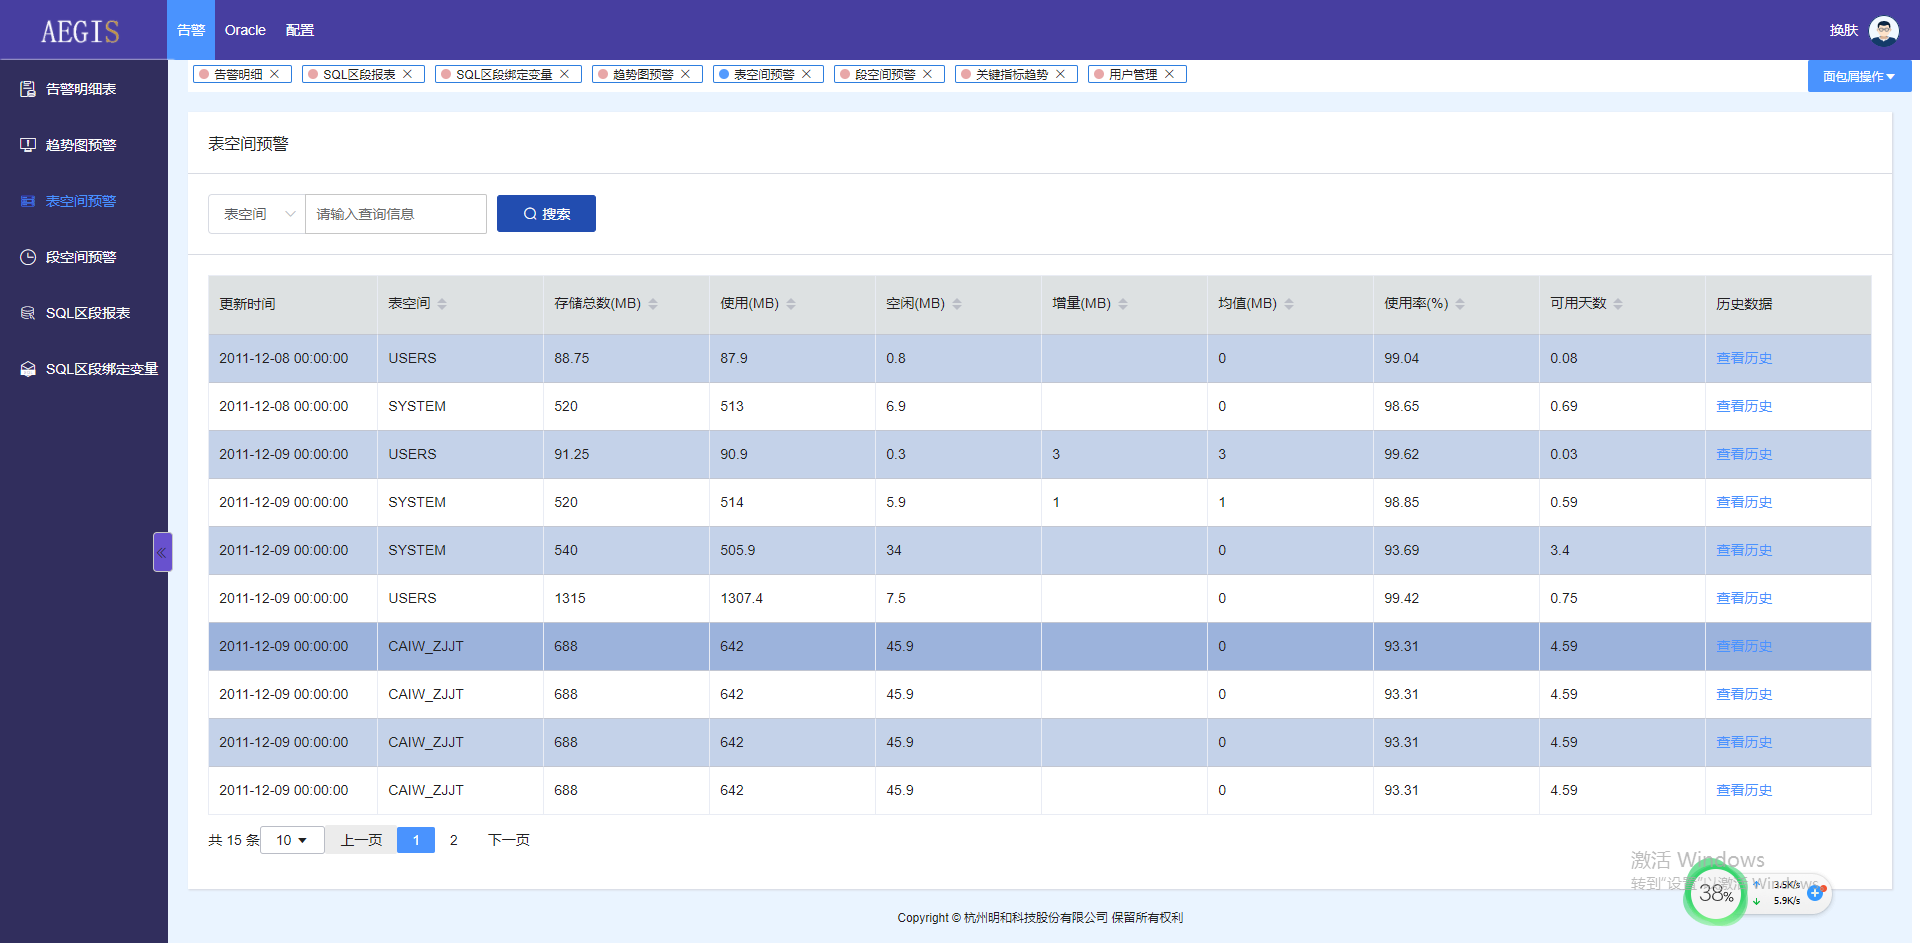 AEGIS 告警 Oracle 配置 换肤
告警明细 SQL区段报表 SQL区段绑定变量 趋势图预警 表空间预警 段空间预警 关键指标趋势 用户管理 面包屑操作
告警明细表
趋势图预警
表空间预警
段空间预警
SQL区段报表
SQL区段绑定变量
表空间预警
表空间 请输入查询信息 搜索
更新时间 表空间 存储总数(MB) 使用(MB) 空闲(MB) 增量(MB) 均值(MB) 使用率(%) 可用天数 历史数据
2011-12-08 00:00:00 USERS 88.75 87.9 0.8 0 99.04 0.08 查看历史
2011-12-08 00:00:00 SYSTEM 520 513 6.9 0 98.65 0.69 查看历史
2011-12-09 00:00:00 USERS 91.25 90.9 0.3 3 3 99.62 0.03 查看历史
2011-12-09 00:00:00 SYSTEM 520 514 5.9 1 1 98.85 0.59 查看历史
2011-12-09 00:00:00 SYSTEM 540 505.9 34 0 93.69 3.4 查看历史
2011-12-09 00:00:00 USERS 1315 1307.4 7.5 0 99.42 0.75 查看历史
2011-12-09 00:00:00 CAIW_ZJJT 688 642 45.9 0 93.31 4.59 查看历史
2011-12-09 00:00:00 CAIW_ZJJT 688 642 45.9 0 93.31 4.59 查看历史
2011-12-09 00:00:00 CAIW_ZJJT 688 642 45.9 0 93.31 4.59 查看历史
2011-12-09 00:00:00 CAIW_ZJJT 688 642 45.9 0 93.31 4.59 查看历史
共 15 条 10 上一页 1 2 下一页
激活 Windows
转到"设置"以激活 Windows
38% 3.5K/s
5.9K/s
Copyright © 杭州明和科技股份有限公司 保留所有权利